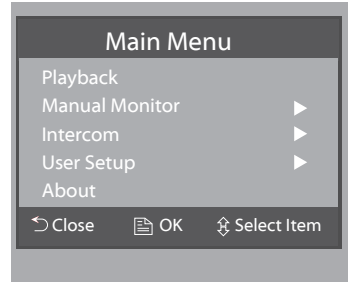 Main Menu
Playback
Manual Monitor
Intercom
User Setup
About
Close OK Select Item